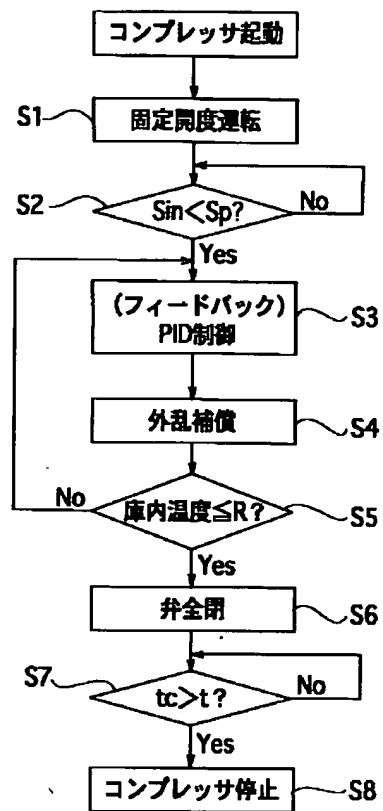 コンプレッサ起動
S1
固定開度運転
S2
Sin<Sp?
No
Yes
(フィードバック)
PID制御
S3
外乱補償
S4
No
庫内温度≦R?
S5
Yes
弁全閉
S6
S7
tc>t?
No
Yes
コンプレッサ停止
S8